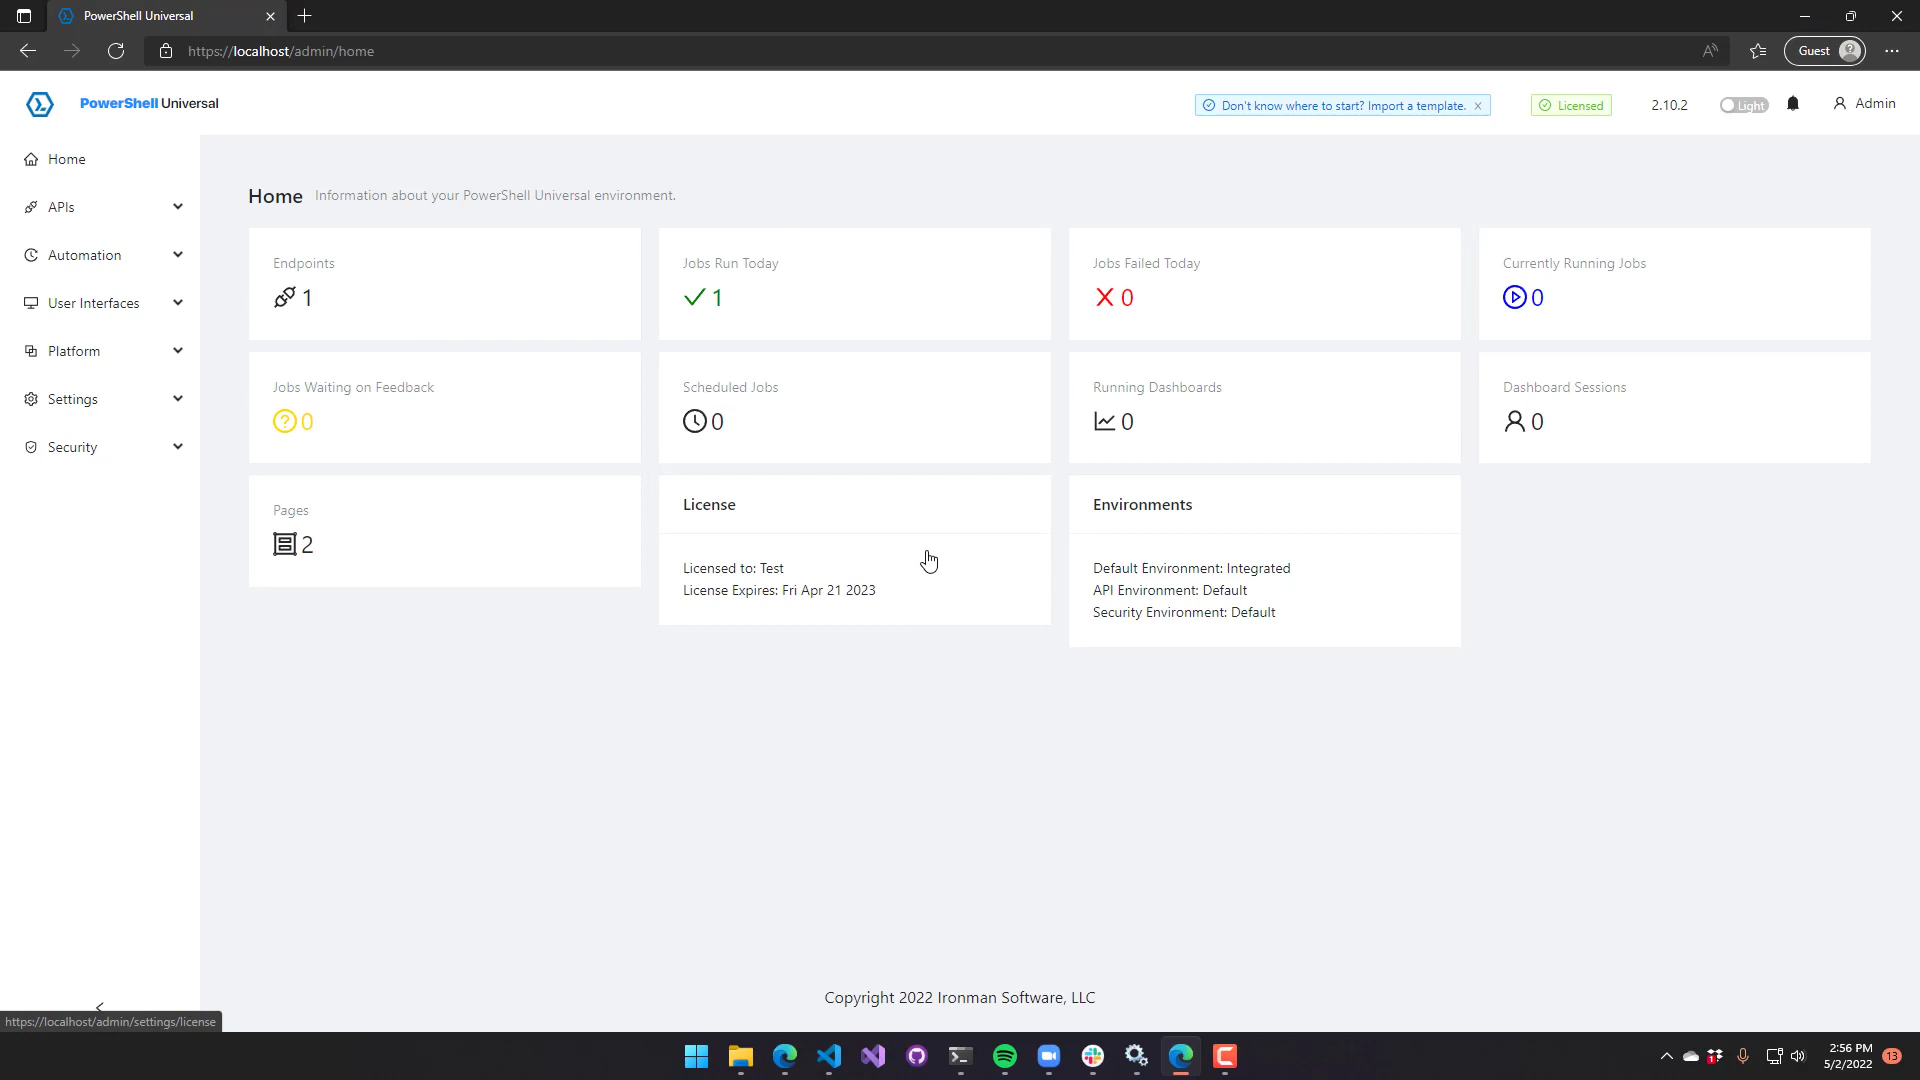 PowerShell Universal
https://localhost/admin/home
Guest
PowerShell Universal
Don't know where to start? Import a template.
Licensed
2.10.2
Light
Admin
Home
APIs
Automation
User Interfaces
Platform
Settings
Security
Home Information about your PowerShell Universal environment.
Endpoints
1
Jobs Run Today
1
Jobs Failed Today
0
Currently Running Jobs
0
Jobs Waiting on Feedback
0
Scheduled Jobs
0
Running Dashboards
0
Dashboard Sessions
0
Pages
2
License
Licensed to: Test
License Expires: Fri Apr 21 2023
Environments
Default Environment: Integrated
API Environment: Default
Security Environment: Default
Copyright 2022 Ironman Software, LLC
https://localhost/admin/settings/license
2:56 PM
5/2/2022
13